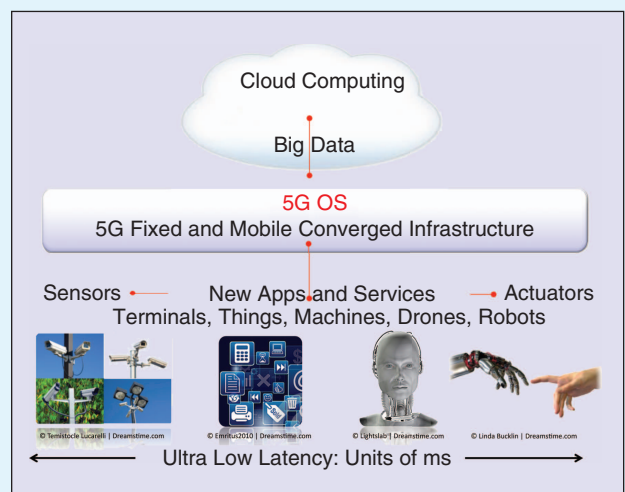 Cloud Computing
Big Data
5G OS
5G Fixed and Mobile Converged Infrastructure
Sensors New Apps and Services Actuators
Terminals, Things, Machines, Drones, Robots
Sold
© Temistocle Lucarelli | Dreamstime.com © Emritus2010 | Dreamstime.com © Lightslab | Dreamstime.com © Linda Bucklin | Dreamstime.com
Ultra Low Latency: Units of ms